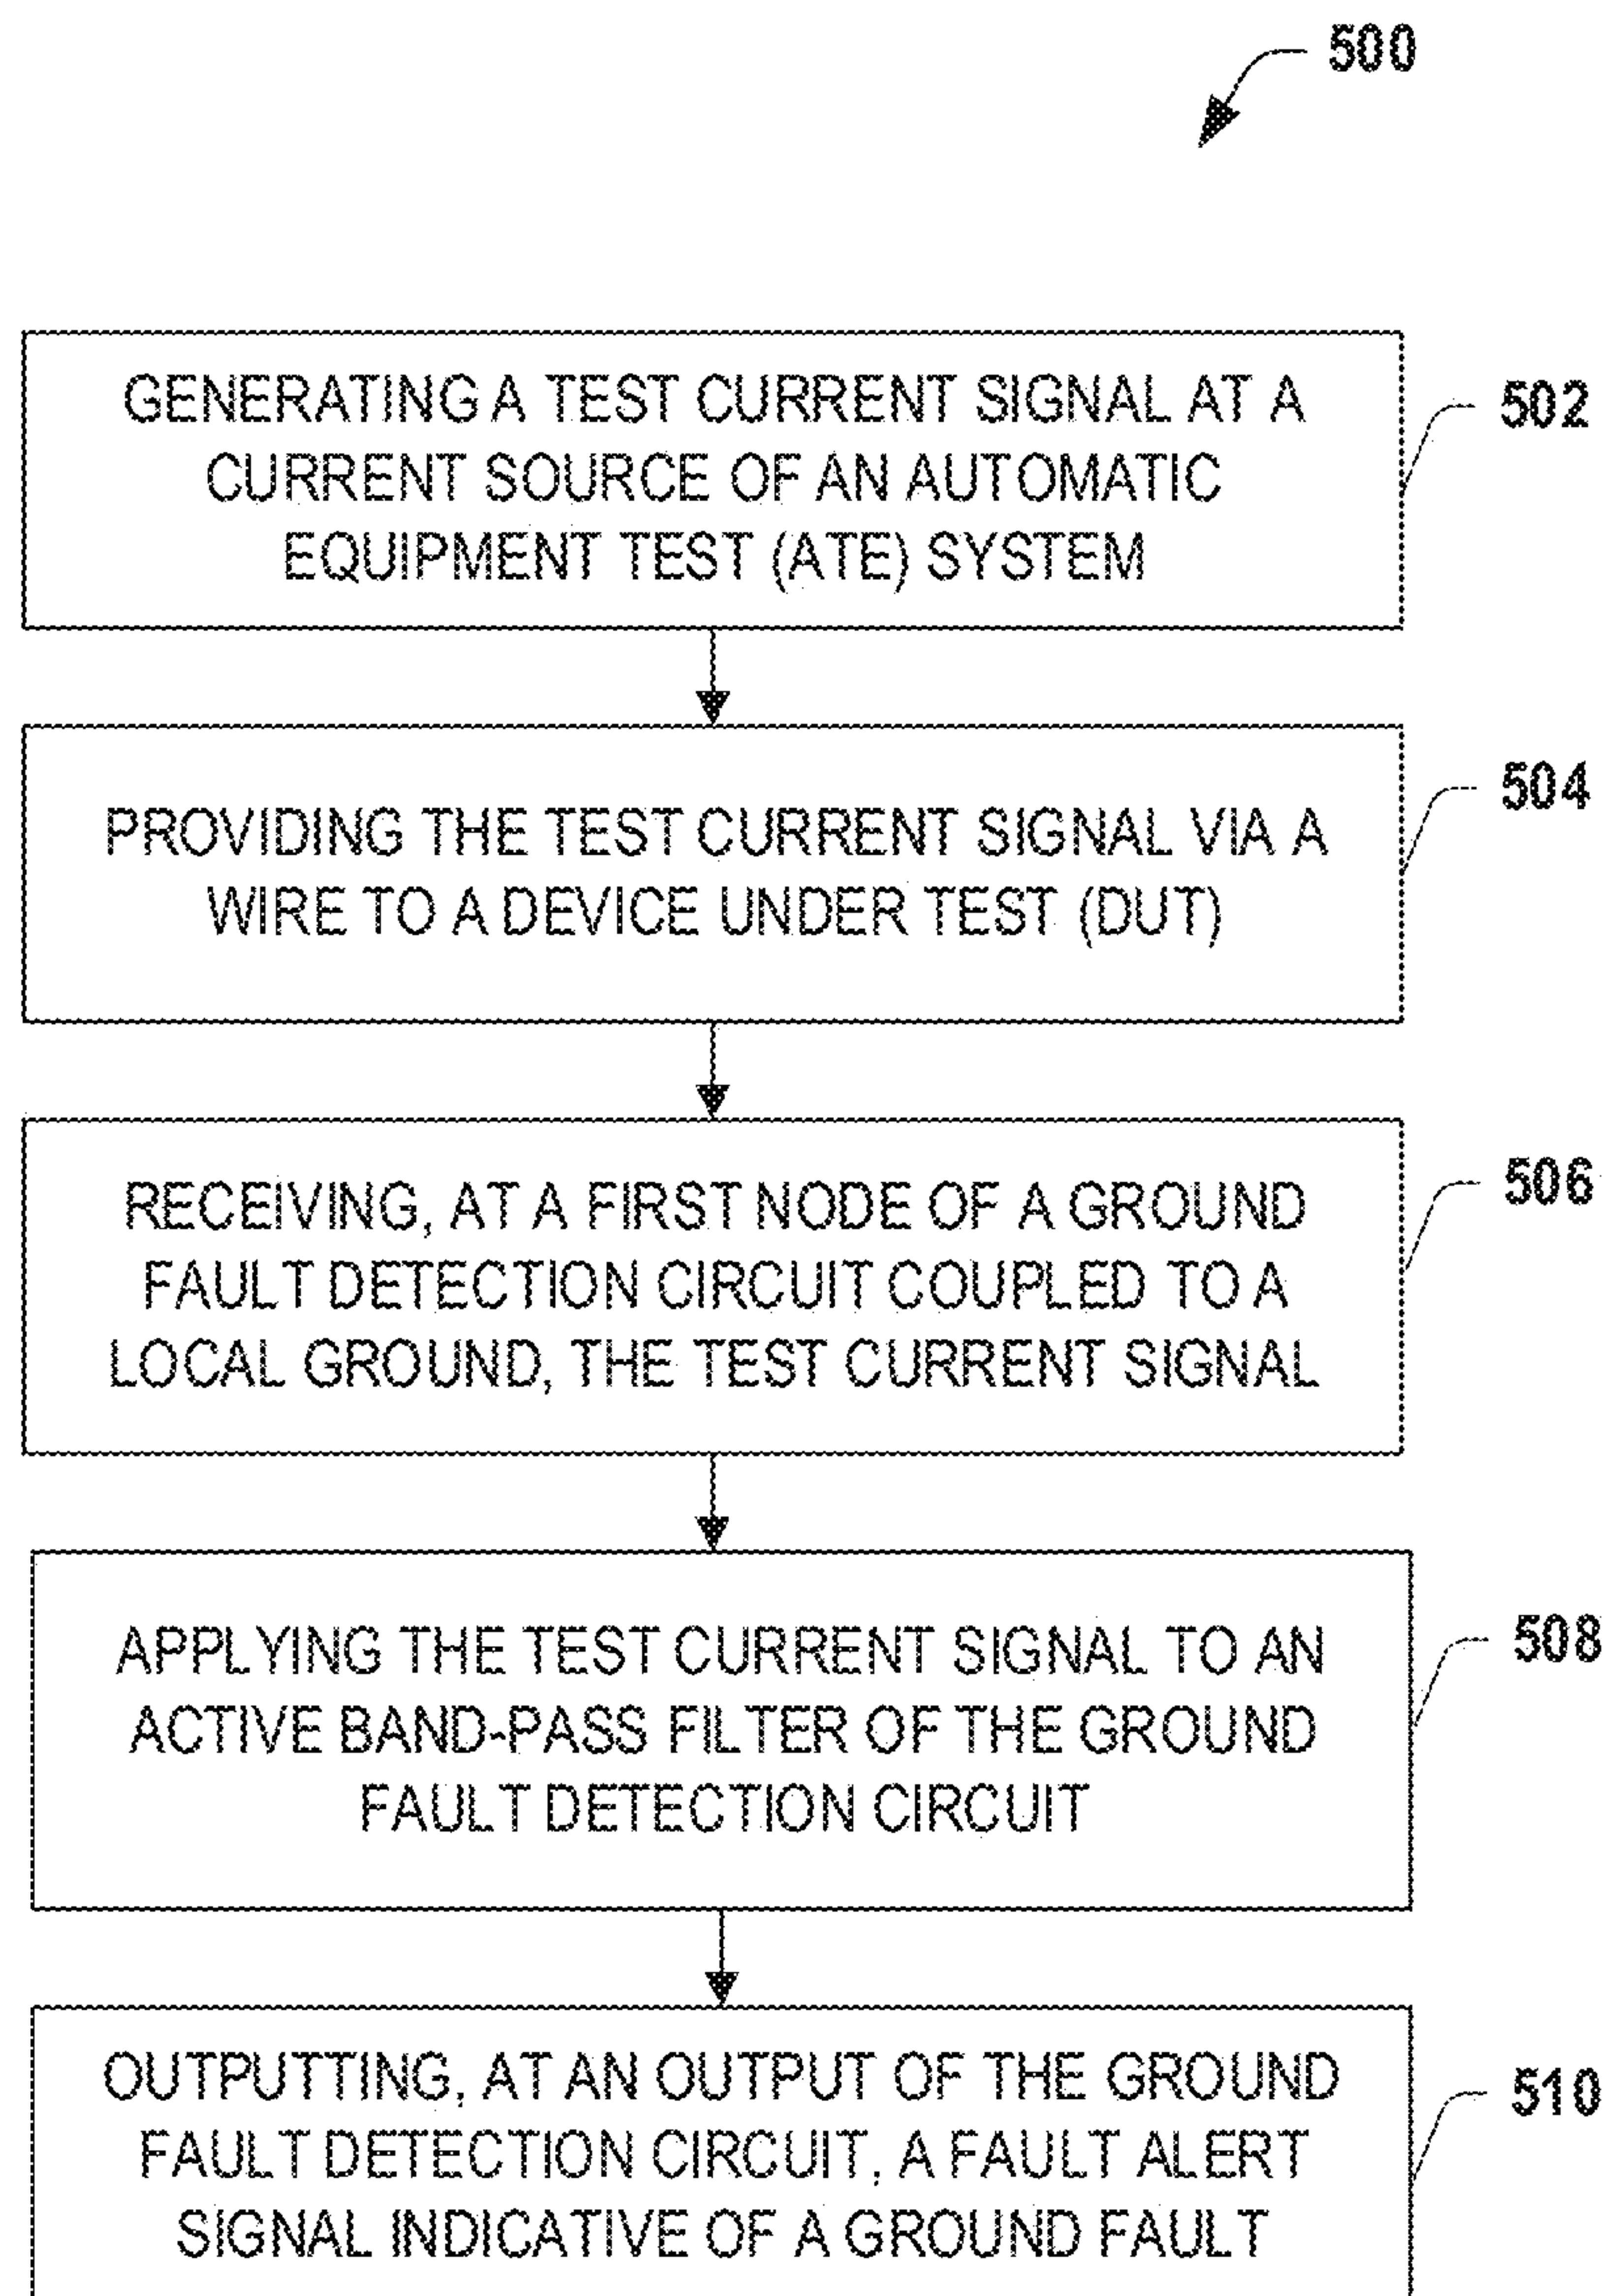 500
GENERATING A TEST CURRENT SIGNAL AT A
CURRENT SOURCE OF AN AUTOMATIC
EQUIPMENT TEST (ATE) SYSTEM
502
PROVIDING THE TEST CURRENT SIGNAL VIA A
WIRE TO A DEVICE UNDER TEST (DUT)
504
RECEIVING, AT A FIRST NODE OF A GROUND
FAULT DETECTION CIRCUIT COUPLED TO A
LOCAL GROUND, THE TEST CURRENT SIGNAL
506
APPLYING THE TEST CURRENT SIGNAL TO AN
ACTIVE BAND-PASS FILTER OF THE GROUND
FAULT DETECTION CIRCUIT
508
OUTPUTTING, AT AN OUTPUT OF THE GROUND
FAULT DETECTION CIRCUIT, A FAULT ALERT
SIGNAL INDICATIVE OF A GROUND FAULT
510